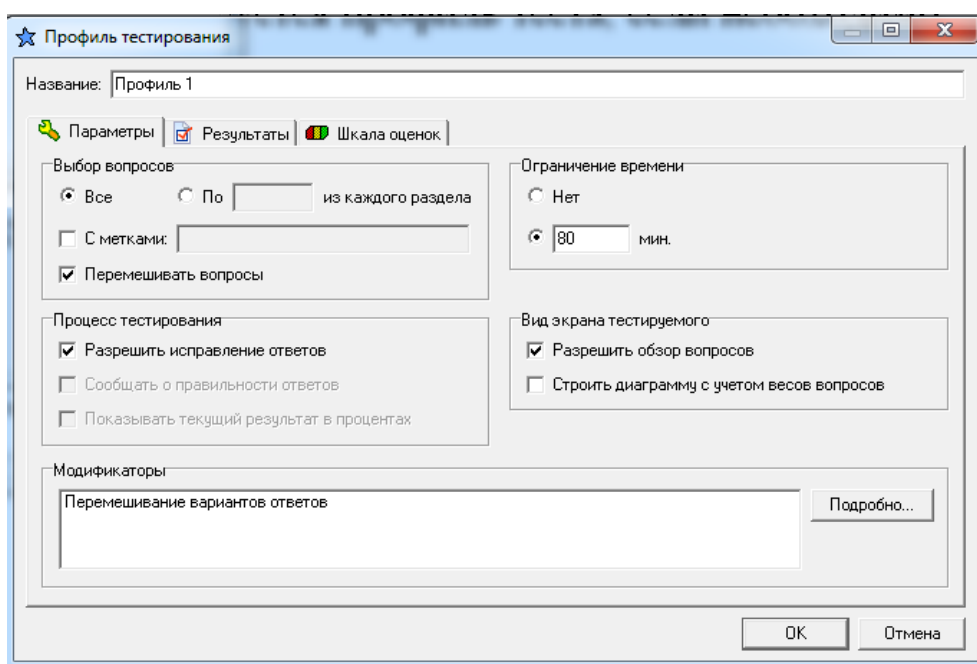 Профиль тестирования
Название: Профиль 1
Параметры Результаты Шкала оценок
Выбор вопросов
Все По из каждого раздела
С метками:
Перемешивать вопросы
Ограничение времени
Нет
80 мин.
Процесс тестирования
Разрешить исправление ответов
Сообщать о правильности ответов
Показывать текущий результат в процентах
Вид экрана тестируемого
Разрешить обзор вопросов
Строить диаграмму с учетом весов вопросов
Модификаторы
Перемешивание вариантов ответов
Подробно...
OK Отмена